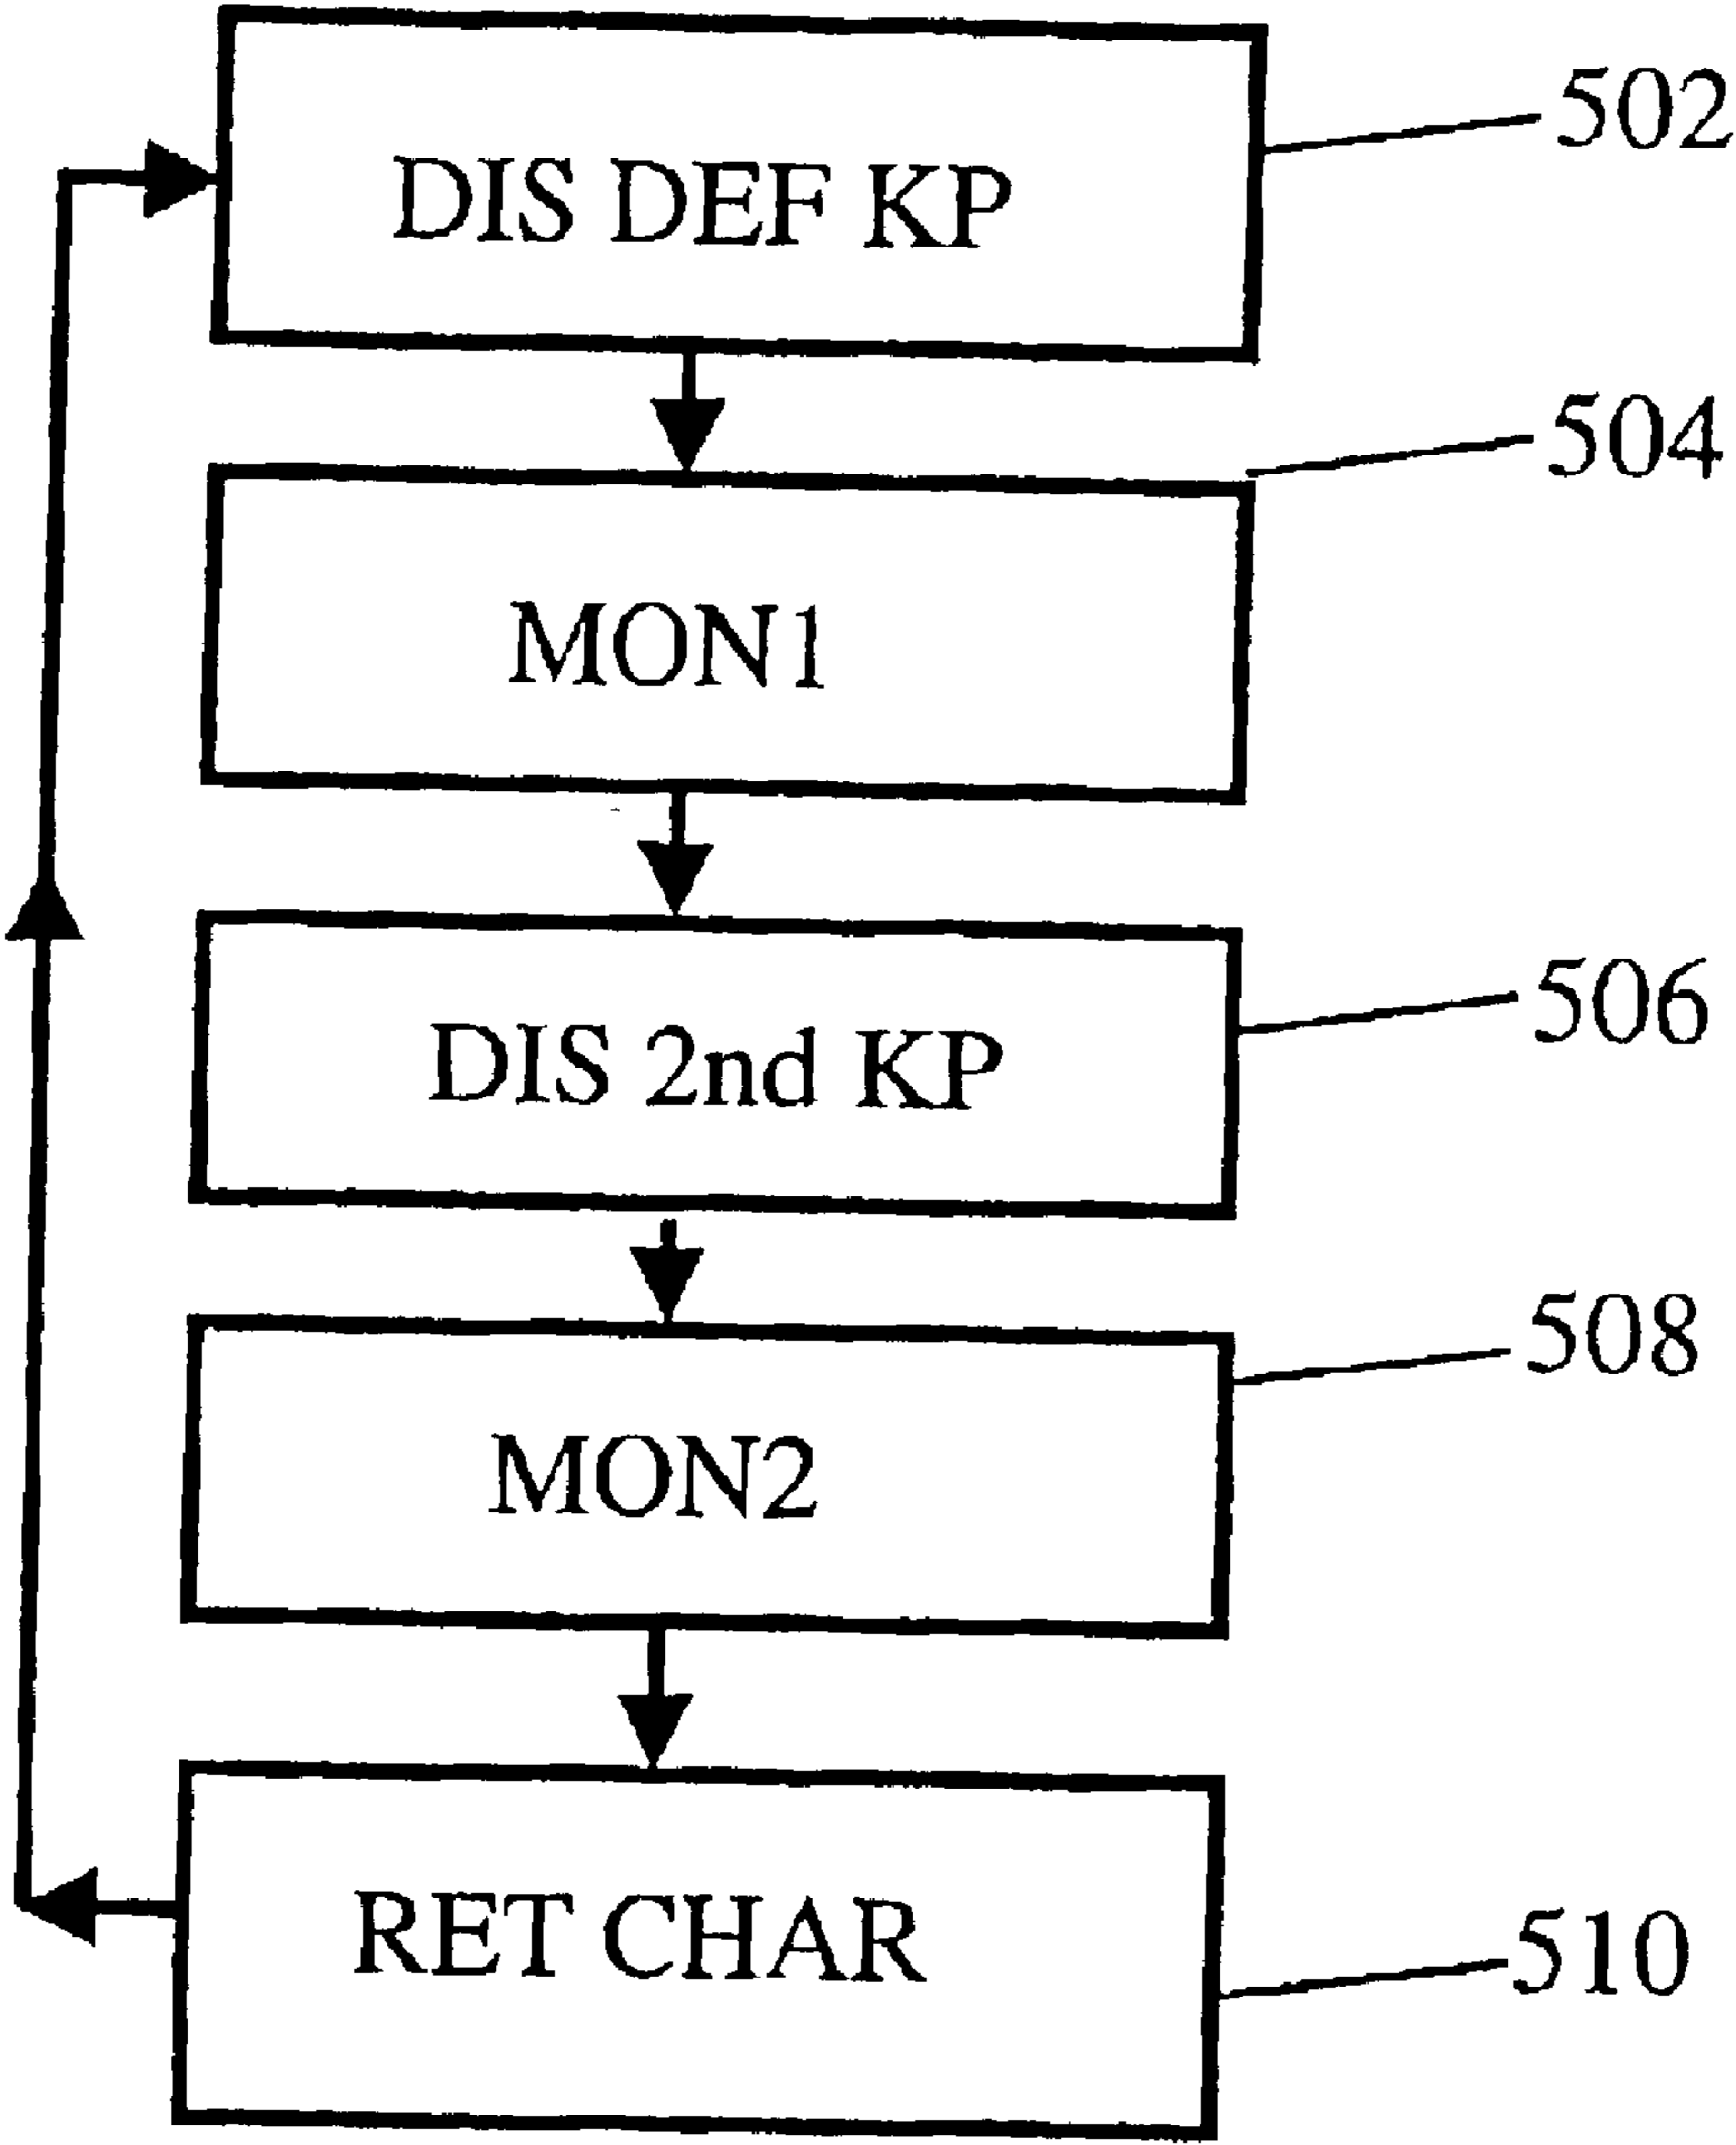 502
DIS DEF KP
504
MON1
506
DIS 2nd KP
508
MON2
510
RET CHAR